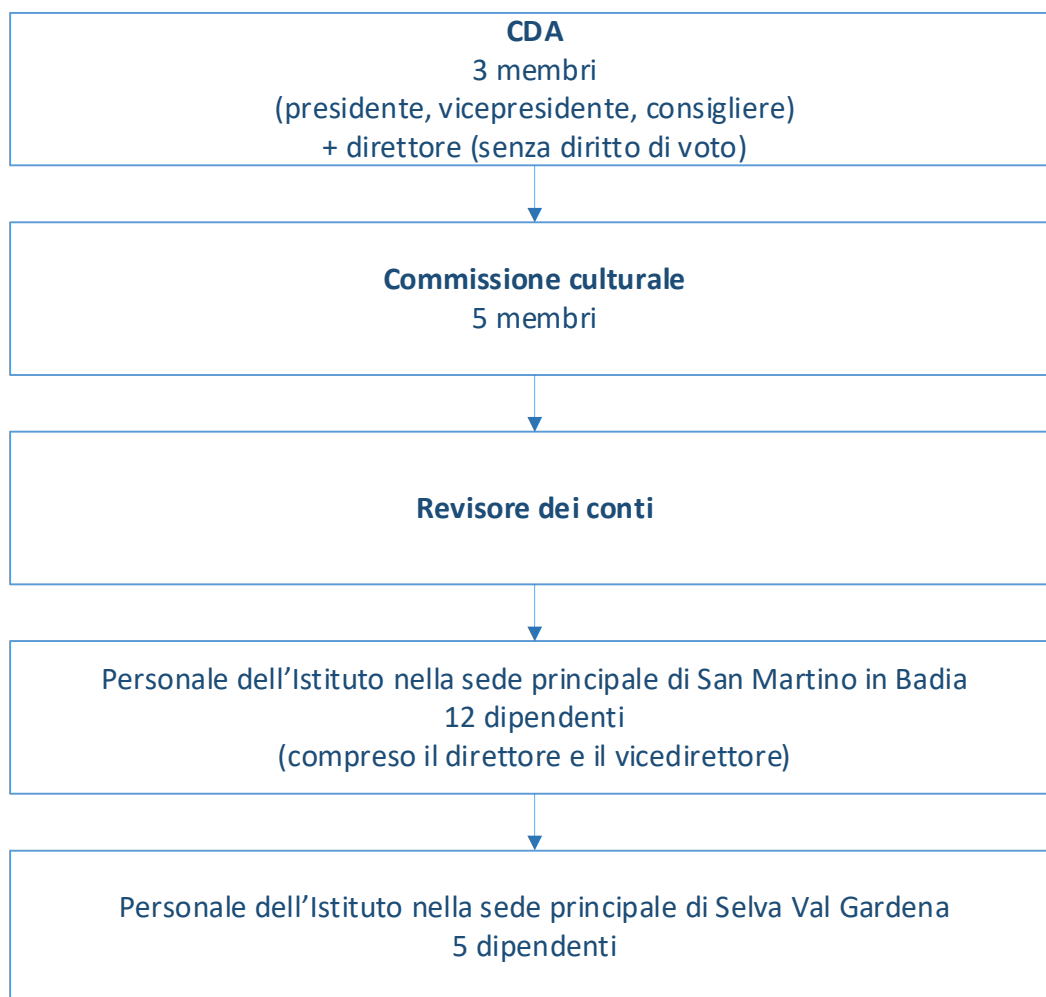 CDA
3 membri
(presidente, vicepresidente, consigliere)
+ direttore (senza diritto di voto)
Commissione culturale
5 membri
Revisore dei conti
Personale dell’Istituto nella sede principale di San Martino in Badia
12 dipendenti
(compreso il direttore e il vicedirettore)
Personale dell’Istituto nella sede principale di Selva Val Gardena
5 dipendenti